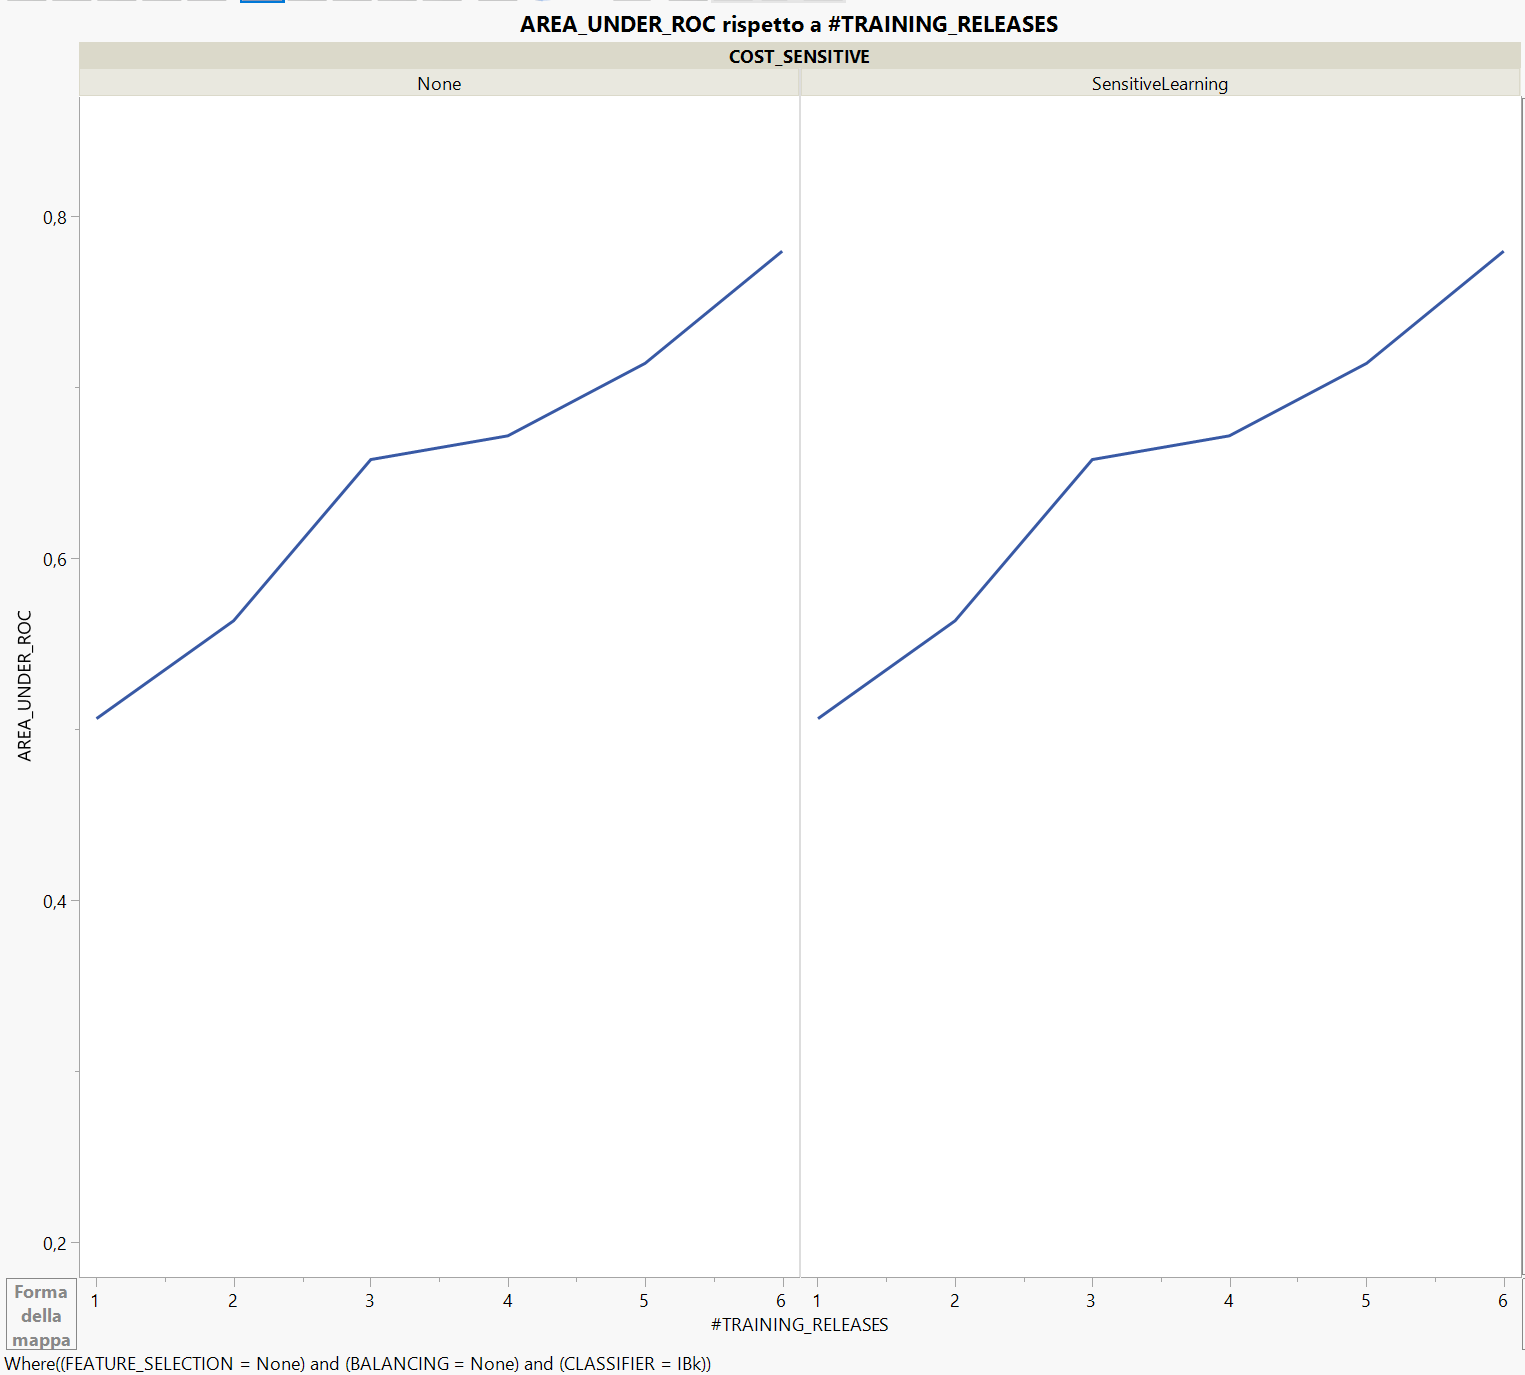 AREA_UNDER_ROC rispetto a #TRAINING_RELEASES
COST_SENSITIVE
None SensitiveLearning
0,8
0,6
0,4
0,2
AREA_UNDER_ROC
1 2 3 4 5 6 1 2 3 4 5 6
#TRAINING_RELEASES
Forma
della
mappa
Where((FEATURE_SELECTION = None) and (BALANCING = None) and (CLASSIFIER = IBk))